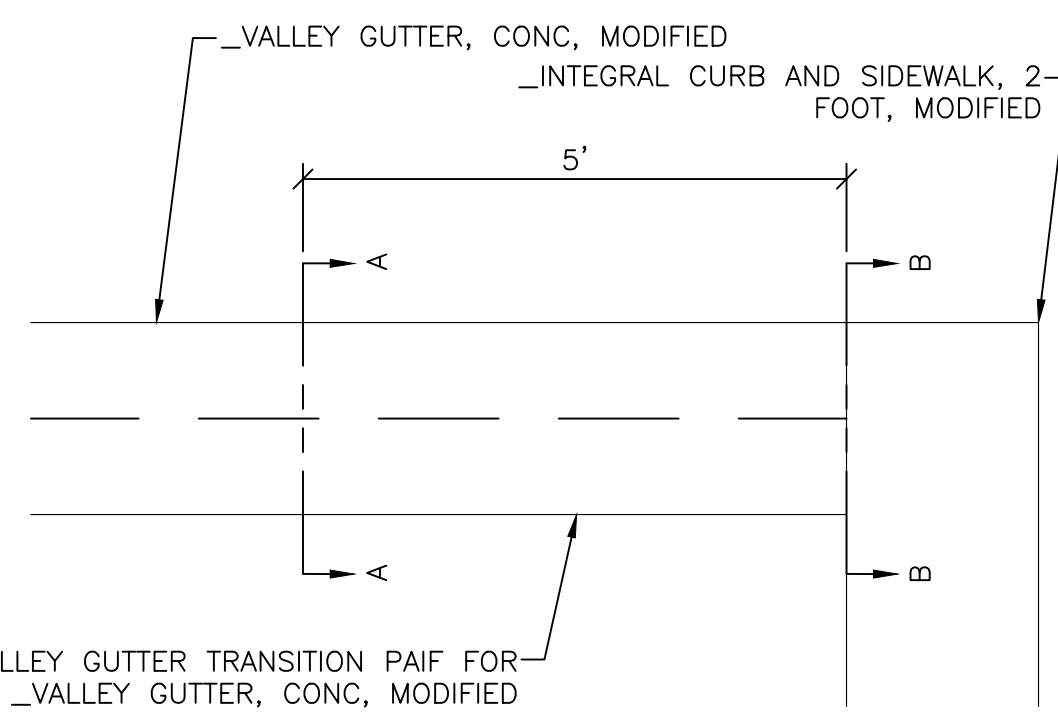 _VALLEY GUTTER, CONC, MODIFIED
_INTEGRAL CURB AND SIDEWALK, 2-
FOOT, MODIFIED
5'
A
B
A
B
LLEY GUTTER TRANSITION PAIF FOR
_VALLEY GUTTER, CONC, MODIFIED